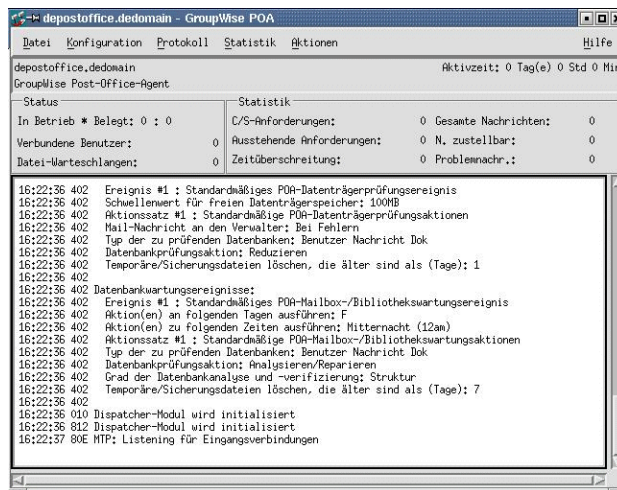 depostoffice.dedomain - GroupWise POA
Datei Konfiguration Protokoll Statistik Aktionen Hilfe
depostoffice.dedomain Aktivzeit: 0 Tag(e) 0 Std 0 Min
GroupWise Post-Office-Agent
Status Statistik
In Betrieb * Belegt: 0 : 0 C/S-Anforderungen: 0 Gesamte Nachrichten: 0
Verbundene Benutzer: 0 Ausstehende Anforderungen: 0 N. zustellbar: 0
Datei-Warteschlangen: 0 Zeitüberschreitung: 0 Problemnachr.: 0
16:22:36 402 Ereignis #1 : Standardmäßiges POA-Datenträgerprüfungsereignis
16:22:36 402 Schwellenwert für freien Datenträgerspeicher: 100MB
16:22:36 402 Aktionssatz #1 : Standardmäßige POA-Datenträgerprüfungsaktionen
16:22:36 402 Mail-Nachricht an den Verwalter: Bei Fehlern
16:22:36 402 Typ der zu prüfenden Datenbanken: Benutzer Nachricht Dok
16:22:36 402 Datenbankprüfungsaktion: Reduzieren
16:22:36 402 Temporäre/Sicherungsdateien löschen, die älter sind als (Tage): 1
16:22:36 402
16:22:36 402 Datenbankwartungsereignisse:
16:22:36 402 Ereignis #1 : Standardmäßiges POA-Mailbox-/Bibliothekswartungsereignis
16:22:36 402 Aktion(en) an folgenden Tagen ausführen: F
16:22:36 402 Aktion(en) zu folgenden Zeiten ausführen: Mitternacht (12am)
16:22:36 402 Aktionssatz #1 : Standardmäßige POA-Mailbox-/Bibliothekswartungsaktionen
16:22:36 402 Typ der zu prüfenden Datenbanken: Benutzer Nachricht Dok
16:22:36 402 Datenbankprüfungsaktion: Analysieren/Reparieren
16:22:36 402 Grad der Datenbankanalyse und -verifizierung: Struktur
16:22:36 402 Temporäre/Sicherungsdateien löschen, die älter sind als (Tage): 7
16:22:36 402
16:22:36 010 Dispatcher-Modul wird initialisiert
16:22:36 812 Dispatcher-Modul wird initialisiert
16:22:37 80E MTP: Listening für Eingangsverbindungen